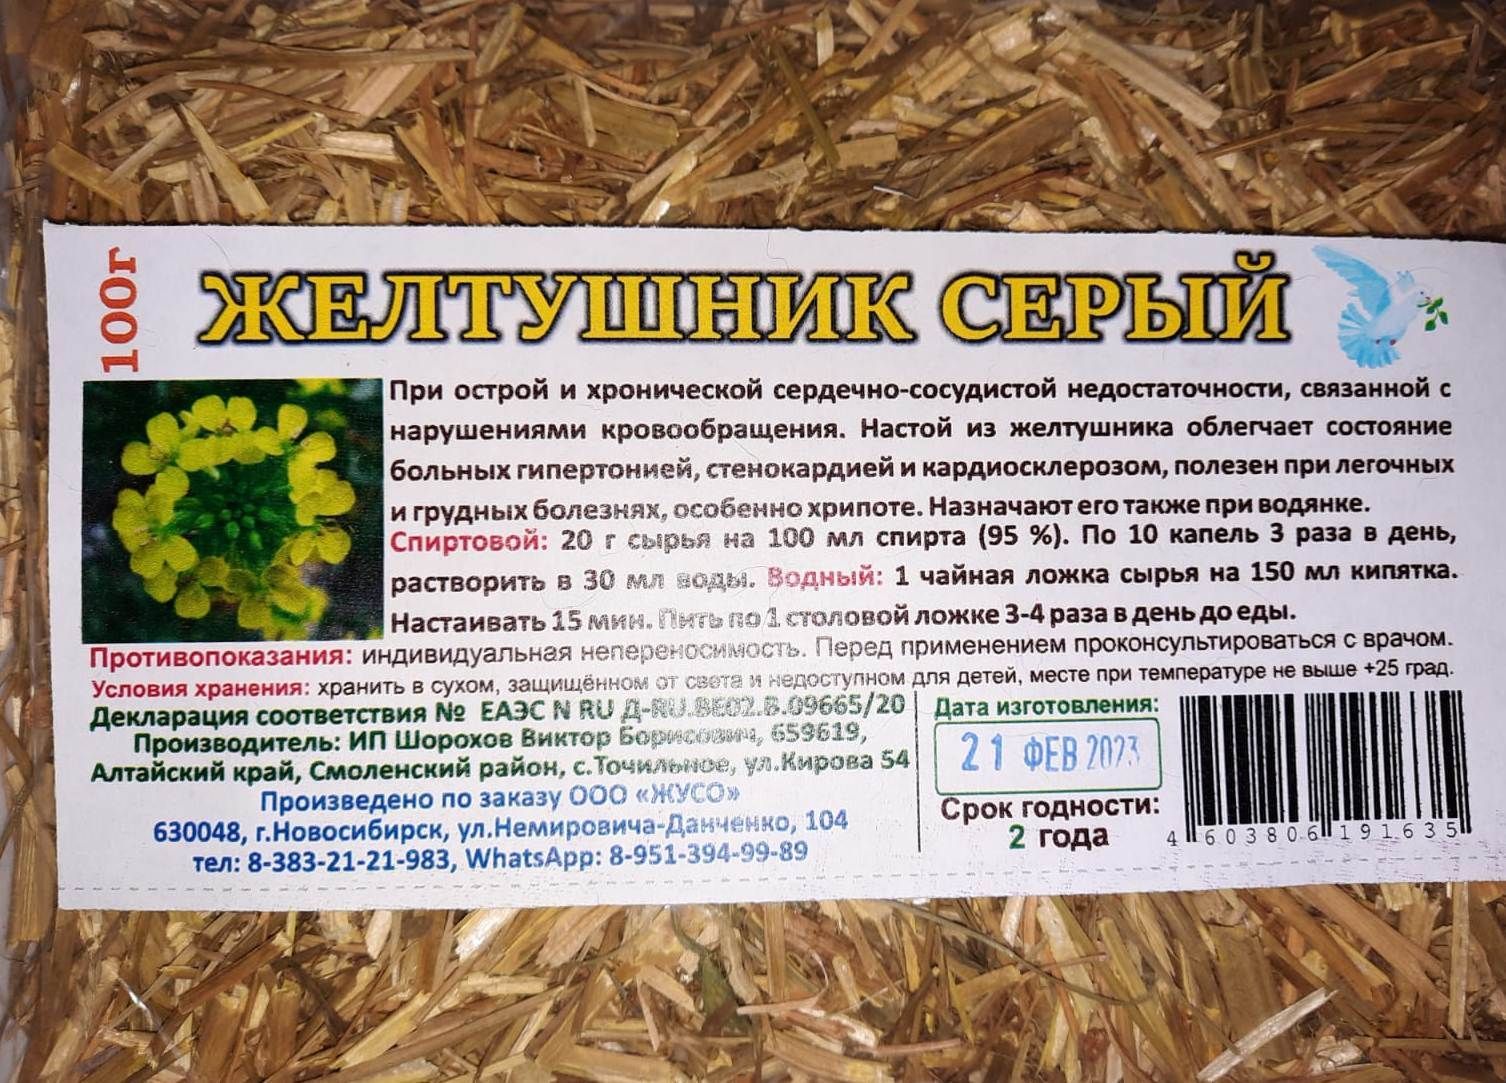 100г
ЖЕЛТУШНИК СЕРЫЙ
При острой и хронической сердечно-сосудистой недостаточности, связанной с
нарушениями кровообращения. Настой из желтушника облегчает состояние
больных гипертонией, стенокардией и кардиосклерозом, полезен при легочных
и грудных болезнях, особенно хрипоте. Назначают его также при водянке.
Спиртовой: 20 г сырья на 100 мл спирта (95 %). По 10 капель 3 раза в день,
растворить в 30 мл воды. Водный: 1 чайная ложка сырья на 150 мл кипятка.
Настаивать 15 мин. Пить по 1 столовой ложке 3-4 раза в день до еды.
Противопоказания: индивидуальная непереносимость. Перед применением проконсультироваться с врачом.
Условия хранения: хранить в сухом, защищённом от света и недоступном для детей, месте при температуре не выше +25 град.
Декларация соответствия № ЕАЭС N RU Д-RU.ВЕ02.В.09665/20
Производитель: ИП Шорохов Виктор Борисович, 659619,
Алтайский край, Смоленский район, с.Точильное, ул.Кирова 54
Произведено по заказу ООО «ЖУСО»
630048, г.Новосибирск, ул.Немировича-Данченко, 104
тел: 8-383-21-21-983, WhatsApp: 8-951-394-99-89
Дата изготовления:
21 ФЕВ 2023
Срок годности:
2 года
4 603806 191635